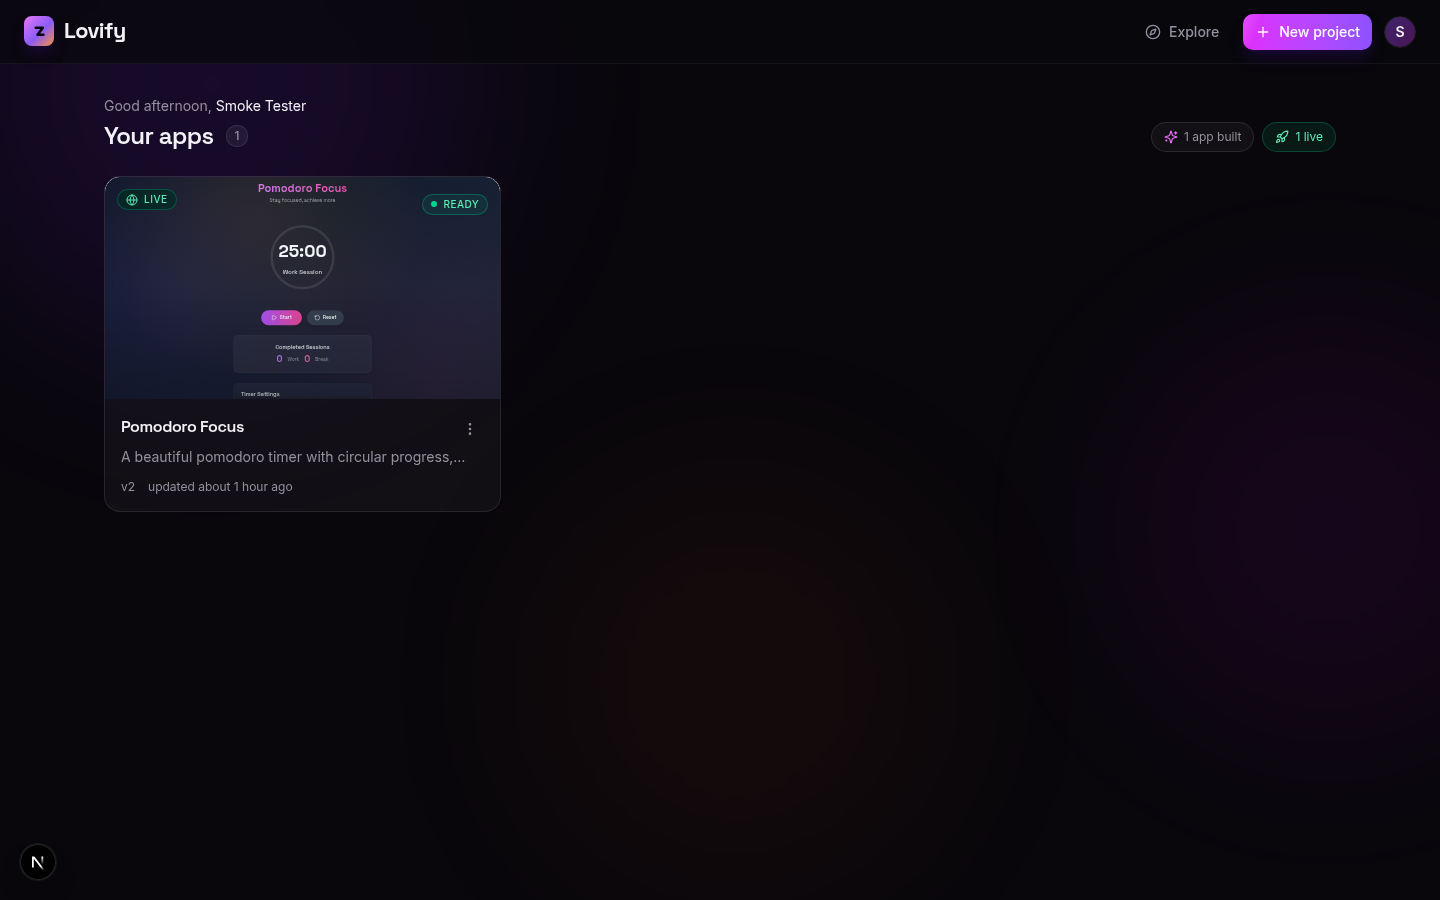 Lovify
Explore
New project
S
Good afternoon, Smoke Tester
Your apps 1
1 app built
1 live
LIVE
READY
Pomodoro Focus
Stay focused, achieve more
25:00
Work Session
Start
Reset
Completed Sessions
0 Work 0 Break
Timer Settings
Pomodoro Focus
A beautiful pomodoro timer with circular progress,...
v2 updated about 1 hour ago
N